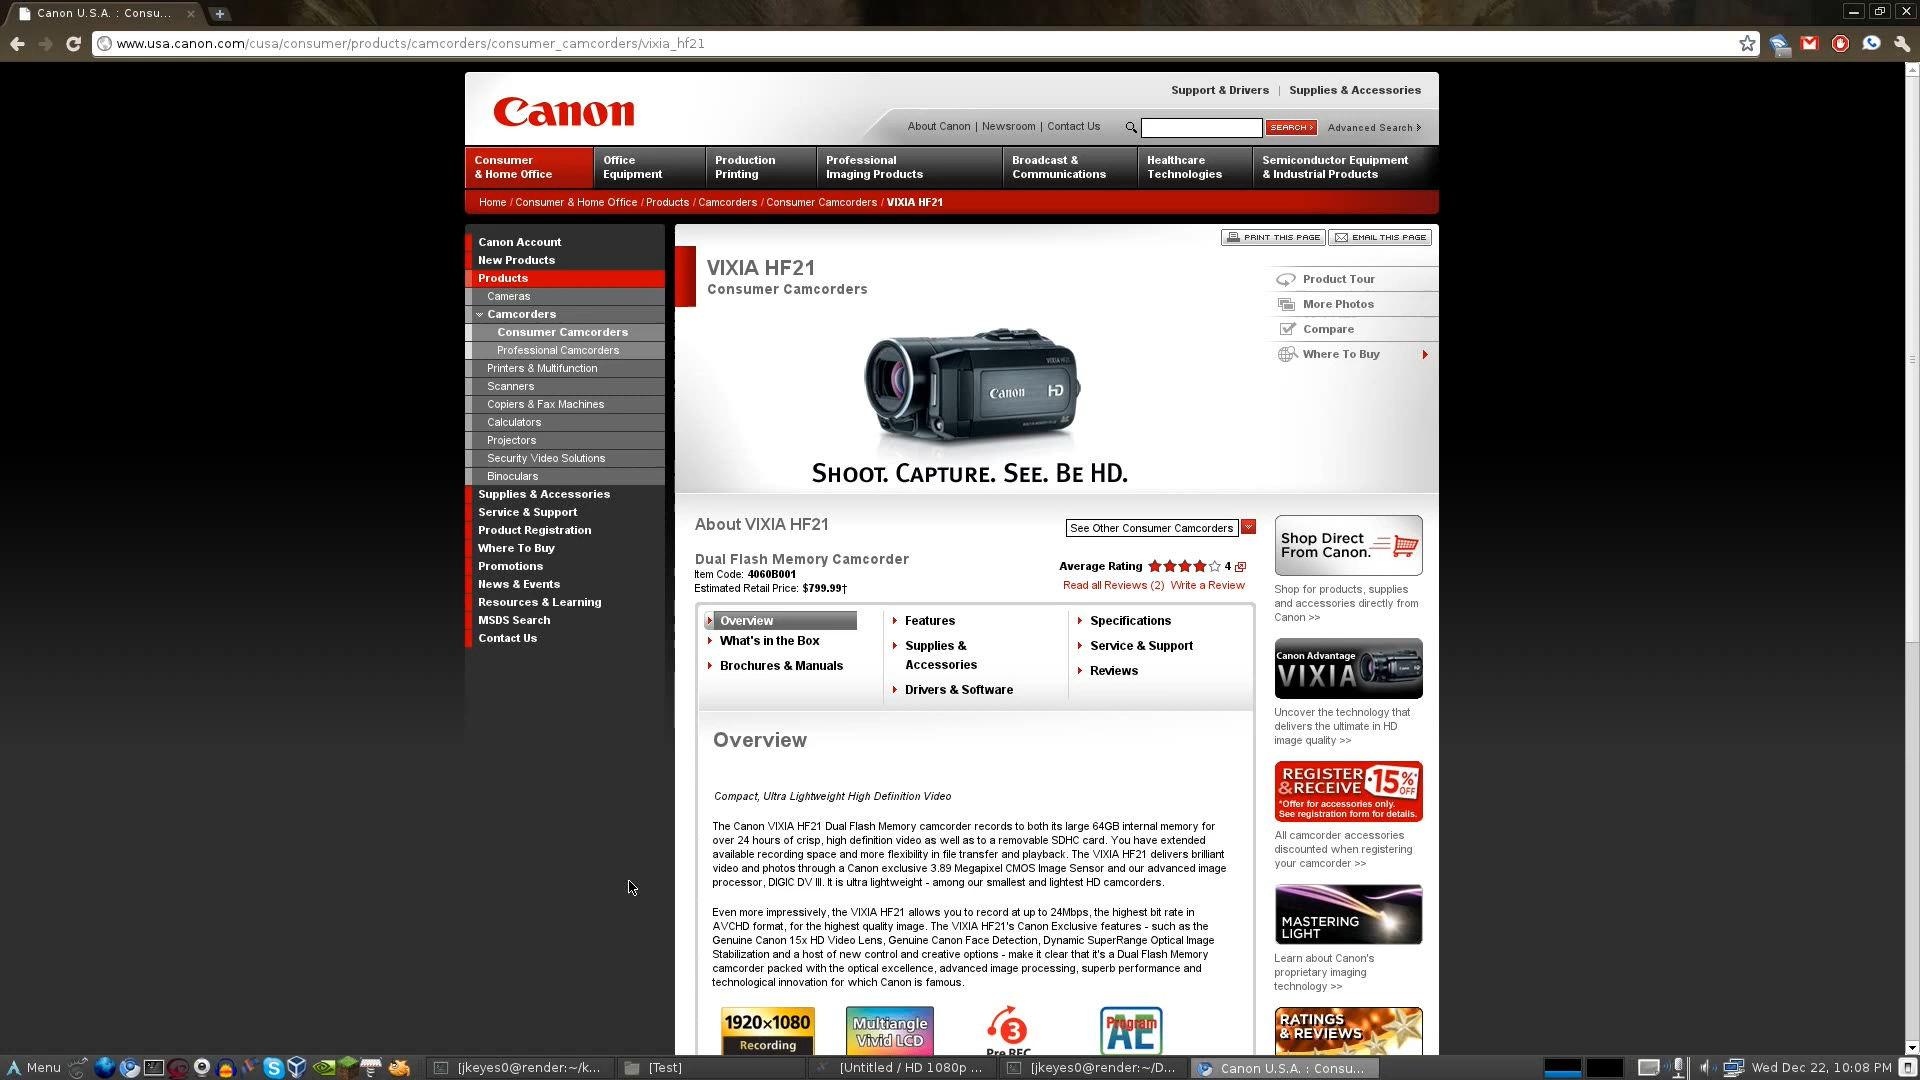 Canon U.S.A. : Consu...
www.usa.canon.com/cusa/consumer/products/camcorders/consumer_camcorders/vixia_hf21
Canon
Support & Drivers | Supplies & Accessories
About Canon | Newsroom | Contact Us
SEARCH
Advanced Search
Consumer
& Home Office
Office
Equipment
Production
Printing
Professional
Imaging Products
Broadcast &
Communications
Healthcare
Technologies
Semiconductor Equipment
& Industrial Products
Home / Consumer & Home Office / Products / Camcorders / Consumer Camcorders / VIXIA HF21
Canon Account
New Products
Products
Cameras
Camcorders
Consumer Camcorders
Professional Camcorders
Printers & Multifunction
Scanners
Copiers & Fax Machines
Calculators
Projectors
Security Video Solutions
Binoculars
Supplies & Accessories
Service & Support
Product Registration
Where To Buy
Promotions
News & Events
Resources & Learning
MSDS Search
Contact Us
PRINT THIS PAGE
EMAIL THIS PAGE
VIXIA HF21
Consumer Camcorders
Product Tour
More Photos
Compare
Where To Buy
VIXIA HF21
Canon HD
SHOOT. CAPTURE. SEE. BE HD.
About VIXIA HF21
See Other Consumer Camcorders
Dual Flash Memory Camcorder
Item Code: 4060B001
Estimated Retail Price: $799.99†
Average Rating 4
Read all Reviews (2) Write a Review
Overview
What's in the Box
Brochures & Manuals
Features
Supplies &
Accessories
Drivers & Software
Specifications
Service & Support
Reviews
Overview
Compact, Ultra Lightweight High Definition Video
The Canon VIXIA HF21 Dual Flash Memory camcorder records to both its large 64GB internal memory for
over 24 hours of crisp, high definition video as well as to a removable SDHC card. You have extended
available recording space and more flexibility in file transfer and playback. The VIXIA HF21 delivers brilliant
video and photos through a Canon exclusive 3.89 Megapixel CMOS Image Sensor and our advanced image
processor, DIGIC DV III. It is ultra lightweight - among our smallest and lightest HD camcorders.
Even more impressively, the VIXIA HF21 allows you to record at up to 24Mbps, the highest bit rate in
AVCHD format, for the highest quality image. The VIXIA HF21's Canon Exclusive features - such as the
Genuine Canon 15x HD Video Lens, Genuine Canon Face Detection, Dynamic SuperRange Optical Image
Stabilization and a host of new control and creative options - make it clear that it's a Dual Flash Memory
camcorder packed with the optical excellence, advanced image processing, superb performance and
technological innovation for which Canon is famous.
1920x1080
Recording
Multiangle
Vivid LCD
3
Pre REC
Program
AE
Shop Direct
From Canon.
Shop for products, supplies
and accessories directly from
Canon >>
Canon Advantage
VIXIA
Uncover the technology that
delivers the ultimate in HD
image quality >>
REGISTER
&RECEIVE 15% OFF
*Offer for accessories only.
See registration form for details.
All camcorder accessories
discounted when registering
your camcorder >>
MASTERING
LIGHT
Learn about Canon's
proprietary imaging
technology >>
RATINGS
& REVIEWS
Menu
[jkeyes0@render:~/k...
[Test]
[Untitled / HD 1080p ...
[jkeyes0@render:~/D...
Canon U.S.A. : Consu...
Wed Dec 22, 10:08 PM